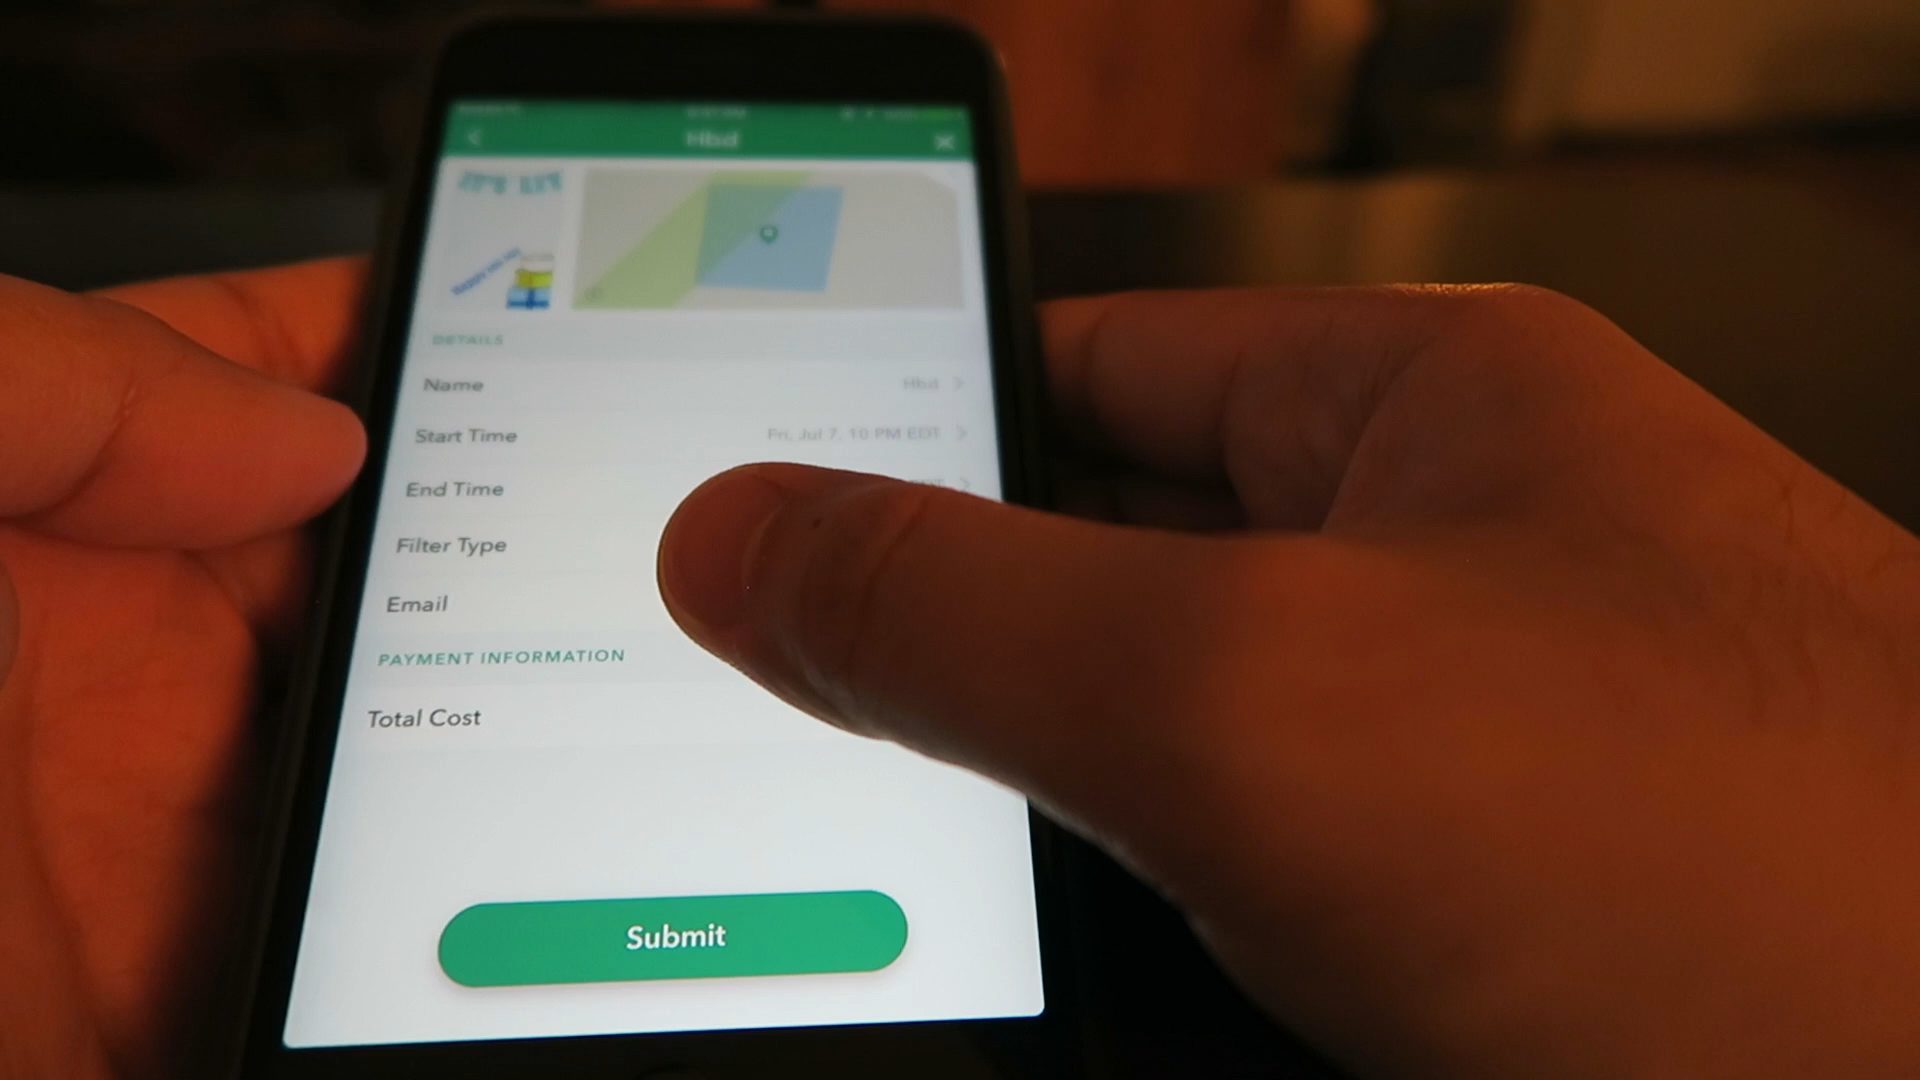 Hbd
DETAILS
Name Hbd
Start Time Fri, Jul 7, 10 PM EDT
End Time EDT
Filter Type
Email
PAYMENT INFORMATION
Total Cost
Submit